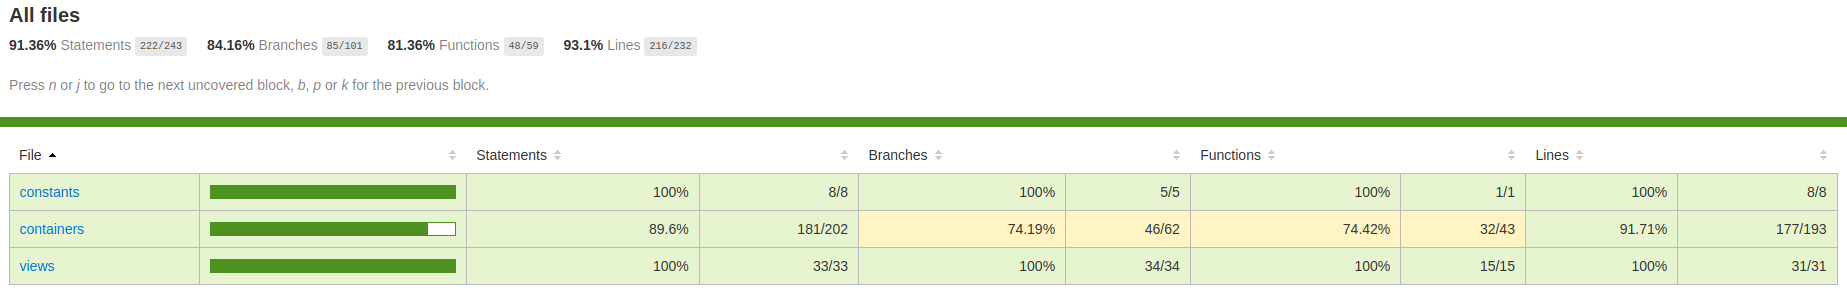 All files
91.36% Statements 222/243 84.16% Branches 85/101 81.36% Functions 48/59 93.1% Lines 216/232
Press n or j to go to the next uncovered block, b, p or k for the previous block.
File Statements Branches Functions Lines
constants 100% 8/8 100% 5/5 100% 1/1 100% 8/8
containers 89.6% 181/202 74.19% 46/62 74.42% 32/43 91.71% 177/193
views 100% 33/33 100% 34/34 100% 15/15 100% 31/31